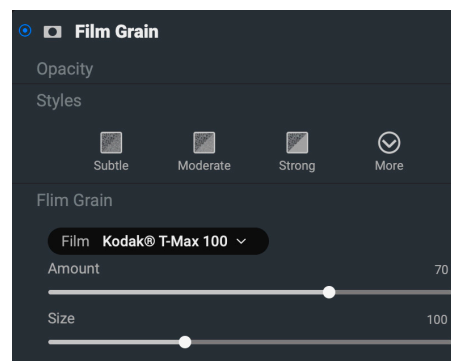 Film Grain
Opacity
Styles
Subtle Moderate Strong More
Flim Grain
Film Kodak® T-Max 100
Amount 70
Size 100